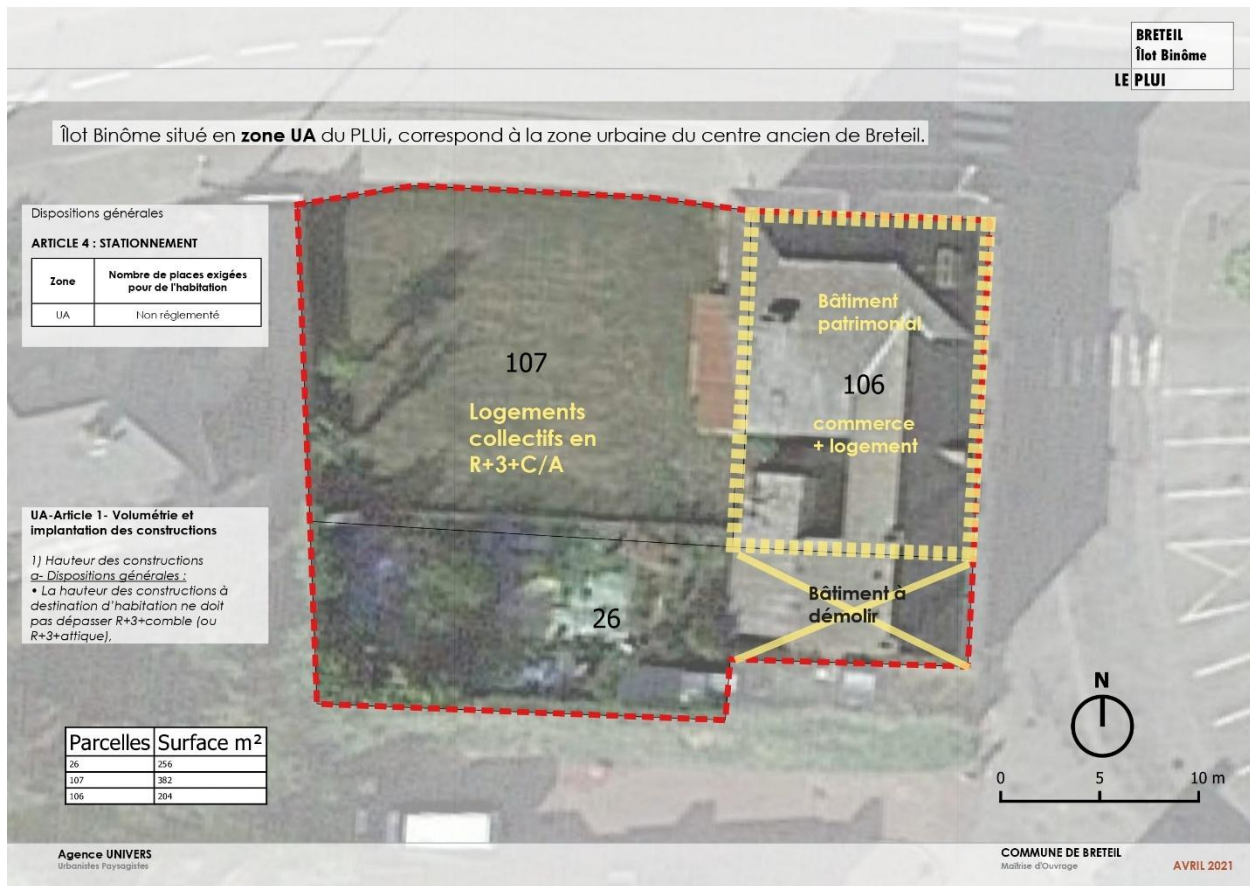 BRETEIL
Îlot Binôme
LE PLUI
Îlot Binôme situé en zone UA du PLUi, correspond à la zone urbaine du centre ancien de Breteil.
Dispositions générales
ARTICLE 4 : STATIONNEMENT
Zone
Nombre de places exigées
pour de l'habitation
UA
Non réglementé
107
Logements
collectifs en
R+3+C/A
Bâtiment
patrimonial
106
commerce
+ logement
UA-Article 1- Volumétrie et
implantation des constructions
1) Hauteur des constructions
a- Dispositions générales :
• La hauteur des constructions à
destination d'habitation ne doit
pas dépasser R+3+comble (ou
R+3+attique),
26
Bâtiment à
démolir
Parcelles Surface m²
26 256
107 382
106 204
N
0 5 10 m
Agence UNIVERS
Urbanistes Paysagistes
COMMUNE DE BRETEIL
Maîtrise d'Ouvrage
AVRIL 2021